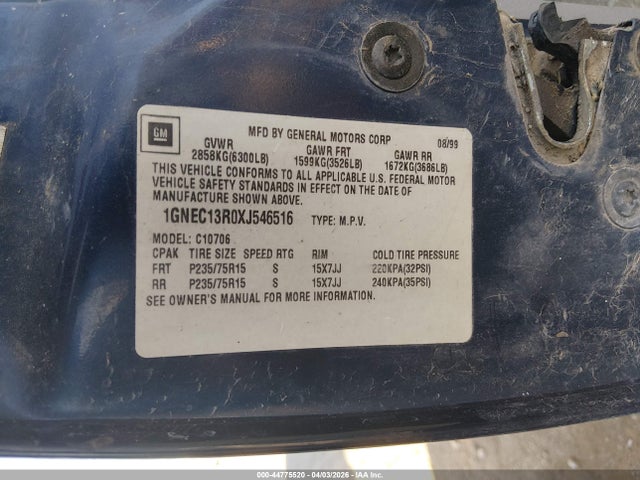 GM
MFD BY GENERAL MOTORS CORP 08/99
GVWR GAWR FRT GAWR RR
2858KG(6300LB) 1599KG(3526LB) 1672KG(3686LB)
THIS VEHICLE CONFORMS TO ALL APPLICABLE U.S. FEDERAL MOTOR
VEHICLE SAFETY STANDARDS IN EFFECT ON THE DATE OF
MANUFACTURE SHOWN ABOVE.
1GNEC13R0XJ546516 TYPE: M.P.V.
MODEL: C10706
CPAK TIRE SIZE SPEED RTG RIM COLD TIRE PRESSURE
FRT P235/75R15 S 15X7JJ 220KPA(32PSI)
RR P235/75R15 S 15X7JJ 240KPA(35PSI)
SEE OWNER'S MANUAL FOR MORE INFORMATION.
000-44775520 - 04/03/2026 - IAAI.COM